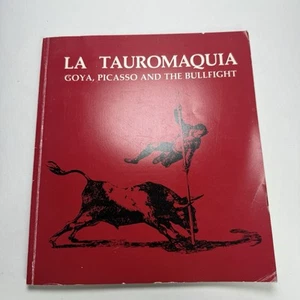 LA TAUROMAQUIA
GOYA, PICASSO AND THE BULLFIGHT